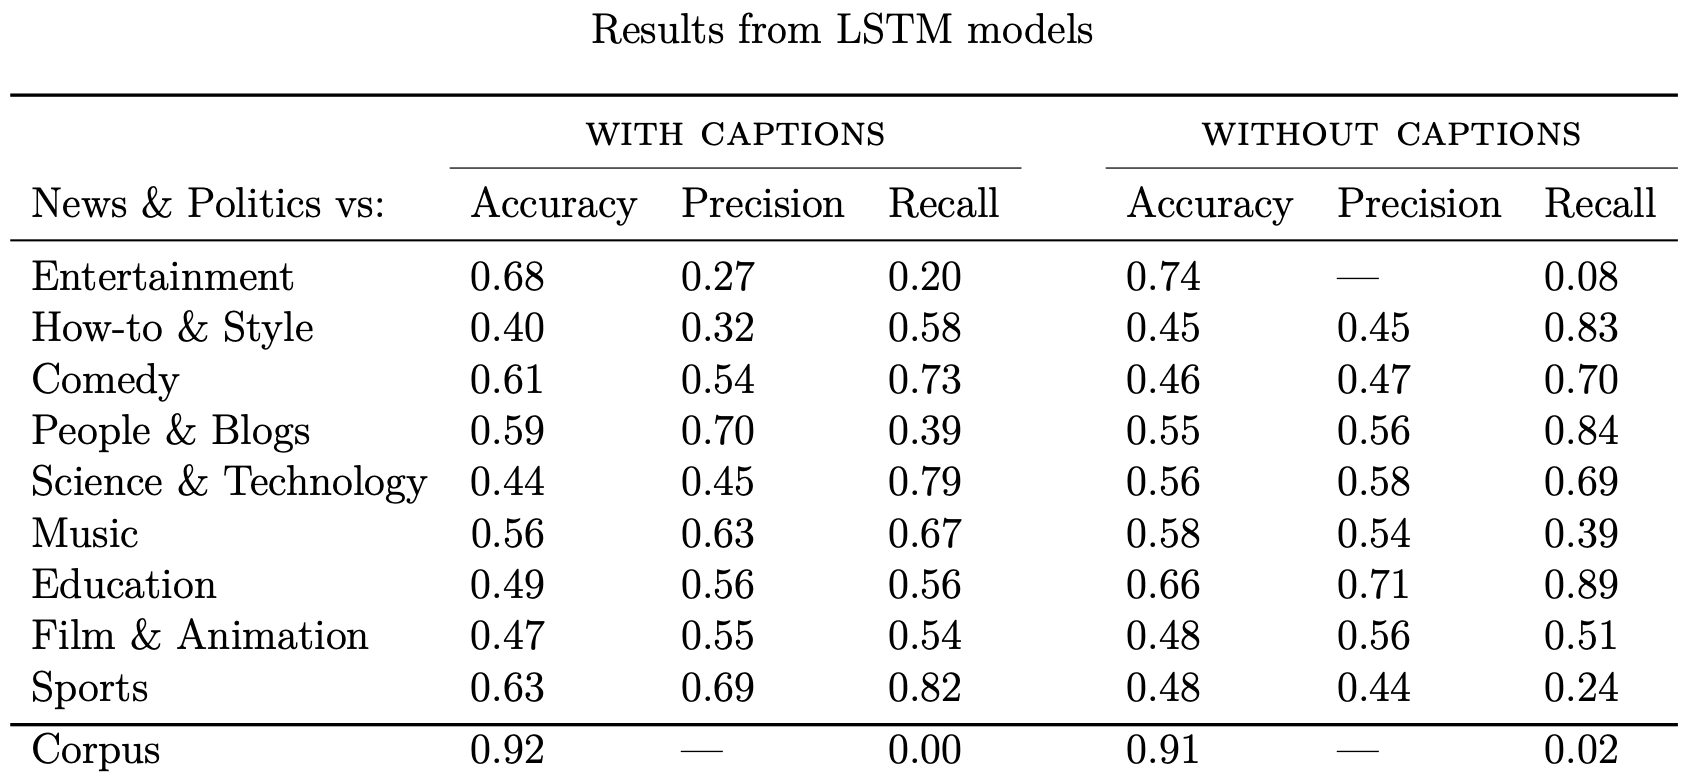 Results from LSTM models
WITH CAPTIONS WITHOUT CAPTIONS
News & Politics vs: Accuracy Precision Recall Accuracy Precision Recall
Entertainment 0.68 0.27 0.20 0.74 — 0.08
How-to & Style 0.40 0.32 0.58 0.45 0.45 0.83
Comedy 0.61 0.54 0.73 0.46 0.47 0.70
People & Blogs 0.59 0.70 0.39 0.55 0.56 0.84
Science & Technology 0.44 0.45 0.79 0.56 0.58 0.69
Music 0.56 0.63 0.67 0.58 0.54 0.39
Education 0.49 0.56 0.56 0.66 0.71 0.89
Film & Animation 0.47 0.55 0.54 0.48 0.56 0.51
Sports 0.63 0.69 0.82 0.48 0.44 0.24
Corpus 0.92 — 0.00 0.91 — 0.02